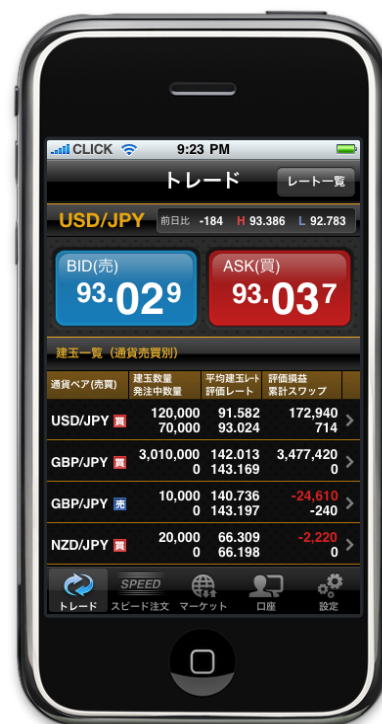 CLICK 9:23 PM
トレード レート一覧
USD/JPY 前日比 -184 H 93.386 L 92.783
BID(売) ASK(買)
93.029 93.037
建玉一覧（通貨売買別）
通貨ペア(売買) 建玉数量 平均建玉レート 評価損益
発注中数量 評価レート 累計スワップ
USD/JPY 買 120,000 91.582 172,940
70,000 93.024 714
GBP/JPY 買 3,010,000 142.013 3,477,420
0 143.169 0
GBP/JPY 売 10,000 140.736 -24,610
0 143.197 -240
NZD/JPY 買 20,000 66.309 -2,220
0 66.198 0
SPEED
トレード スピード注文 マーケット 口座 設定